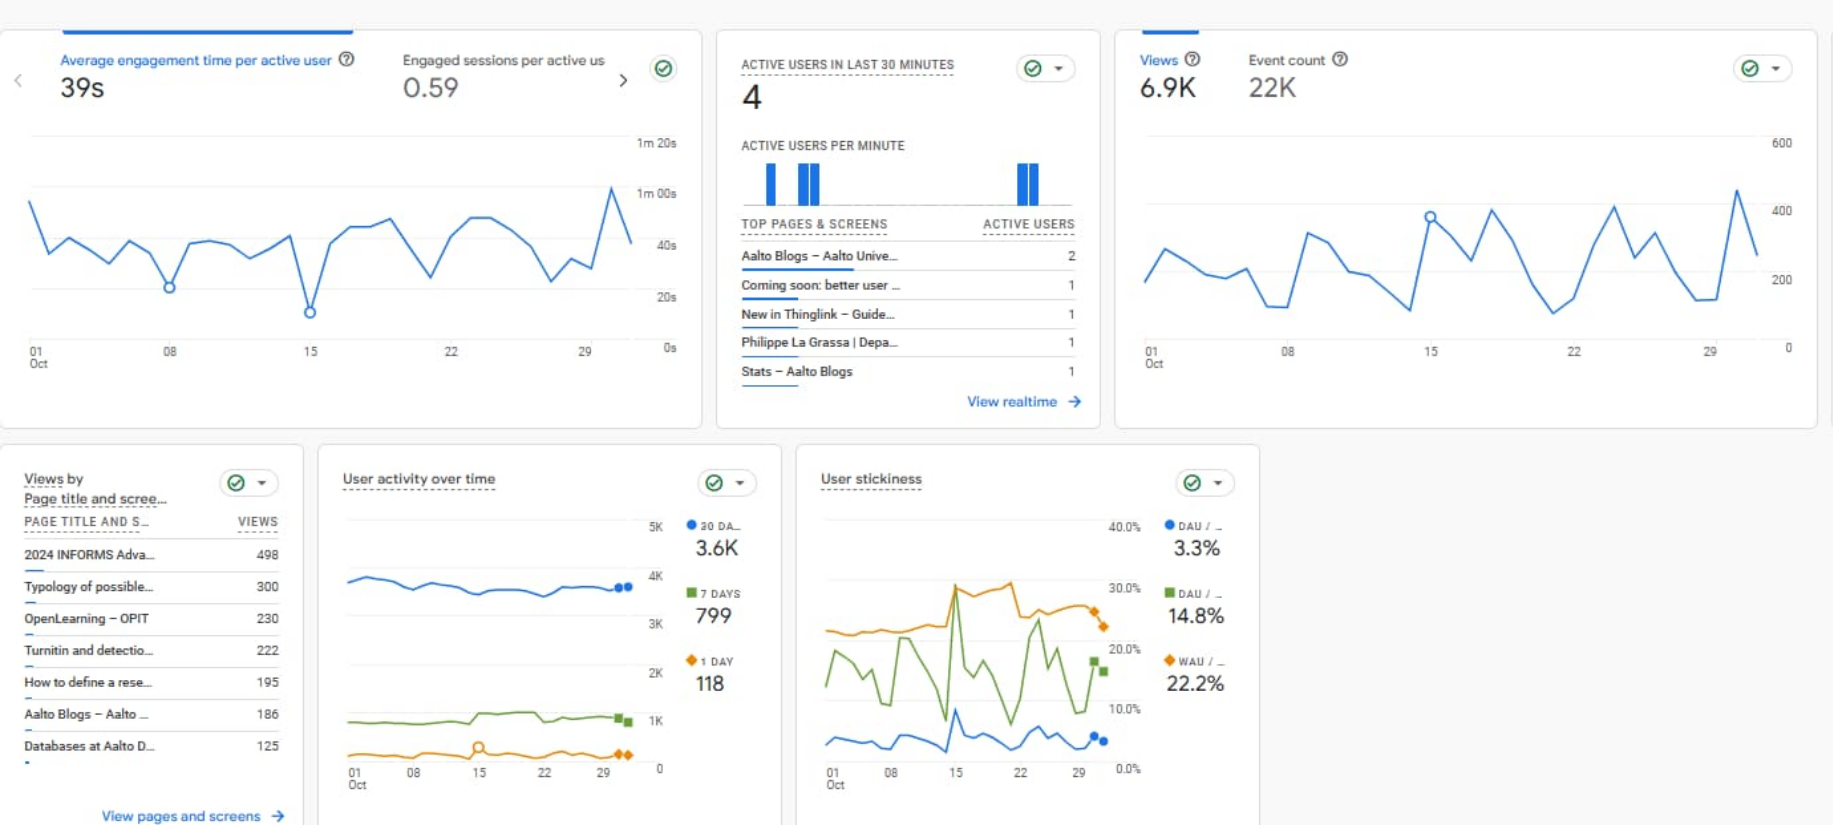 Average engagement time per active user
Engaged sessions per active us
39s
0.59
1m 20s
1m 00s
40s
20s
0s
01
Oct
08
15
22
29
ACTIVE USERS IN LAST 30 MINUTES
4
ACTIVE USERS PER MINUTE
TOP PAGES & SCREENS ACTIVE USERS
Aalto Blogs – Aalto Unive... 2
Coming soon: better user ... 1
New in Thinglink – Guide... 1
Philippe La Grassa | Depa... 1
Stats – Aalto Blogs 1
View realtime
Views
Event count
6.9K
22K
600
400
200
0
01
Oct
08
15
22
29
Views by
Page title and scree...
PAGE TITLE AND S... VIEWS
2024 INFORMS Adva... 498
Typology of possible... 300
OpenLearning – OPIT 230
Turnitin and detectio... 222
How to define a rese... 195
Aalto Blogs – Aalto ... 186
Databases at Aalto D... 125
View pages and screens
User activity over time
5K
4K
3K
2K
1K
0
01
Oct
08
15
22
29
30 DA...
3.6K
7 DAYS
799
1 DAY
118
User stickiness
40.0%
30.0%
20.0%
10.0%
0.0%
01
Oct
08
15
22
29
DAU / ...
3.3%
DAU / ...
14.8%
WAU / ...
22.2%